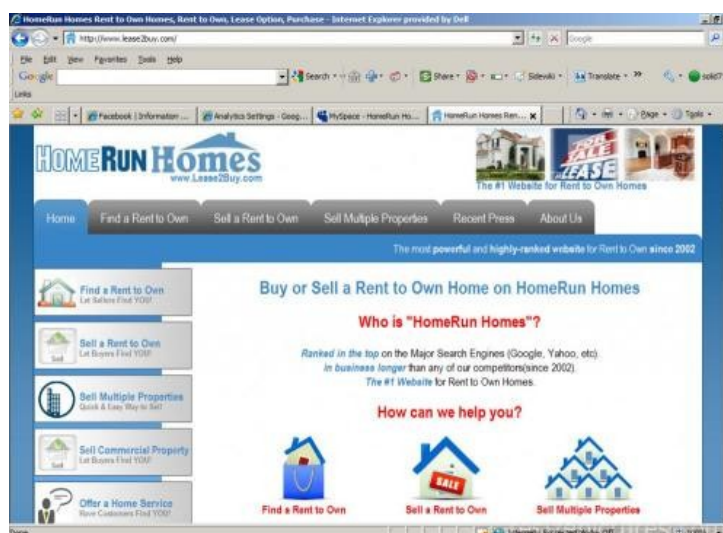 HomeRun Homes Rent to Own Homes, Rent to Own, Lease Option, Purchase - Internet Explorer provided by Dell
http://www.lease2buy.com/
Google
File Edit View Favorites Tools Help
Google Search Share Sidewiki Translate
Links
Facebook | Information ... Analytics Settings - Goog... MySpace - HomeRun Ho... HomeRun Homes Ren... Page Tools
HOMERUN Homes
www.Lease2Buy.com
FOR SALE
LEASE
The #1 Website for Rent to Own Homes
Home Find a Rent to Own Sell a Rent to Own Sell Multiple Properties Recent Press About Us
The most powerful and highly-ranked website for Rent to Own since 2002
Find a Rent to Own
Let Sellers Find YOU!
Sell a Rent to Own
Let Buyers Find YOU!
Sell
Sell Multiple Properties
Quick & Easy Way to Sell!
Sell Commercial Property
Let Buyers Find YOU!
Sell
Offer a Home Service
Have Customers Find YOU!
Buy or Sell a Rent to Own Home on HomeRun Homes
Who is "HomeRun Homes"?
Ranked in the top on the Major Search Engines (Google, Yahoo, etc).
In business longer than any of our competitors(since 2002).
The #1 Website for Rent to Own Homes.
How can we help you?
SALE
Find a Rent to Own Sell a Rent to Own Sell Multiple Properties
Done